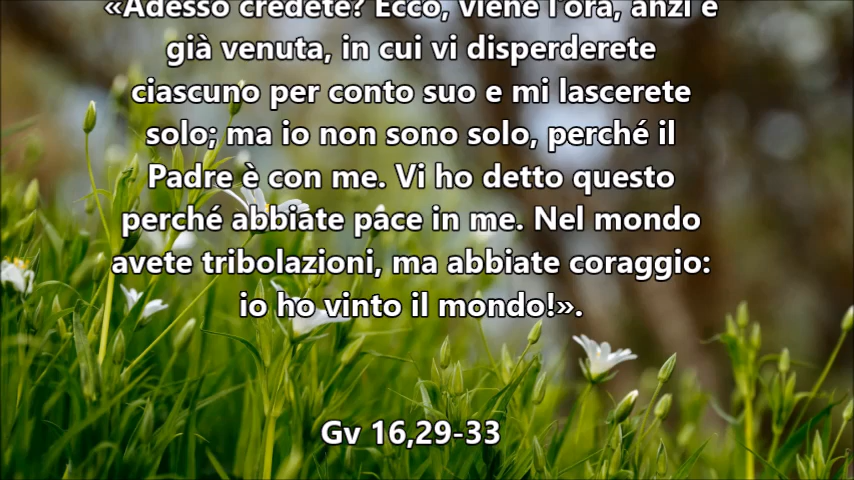 «Adesso credete? Ecco, viene l'ora, anzi è
già venuta, in cui vi disperderete
ciascuno per conto suo e mi lascerete
solo; ma io non sono solo, perché il
Padre è con me. Vi ho detto questo
perché abbiate pace in me. Nel mondo
avete tribolazioni, ma abbiate coraggio:
io ho vinto il mondo!».
Gv 16,29-33